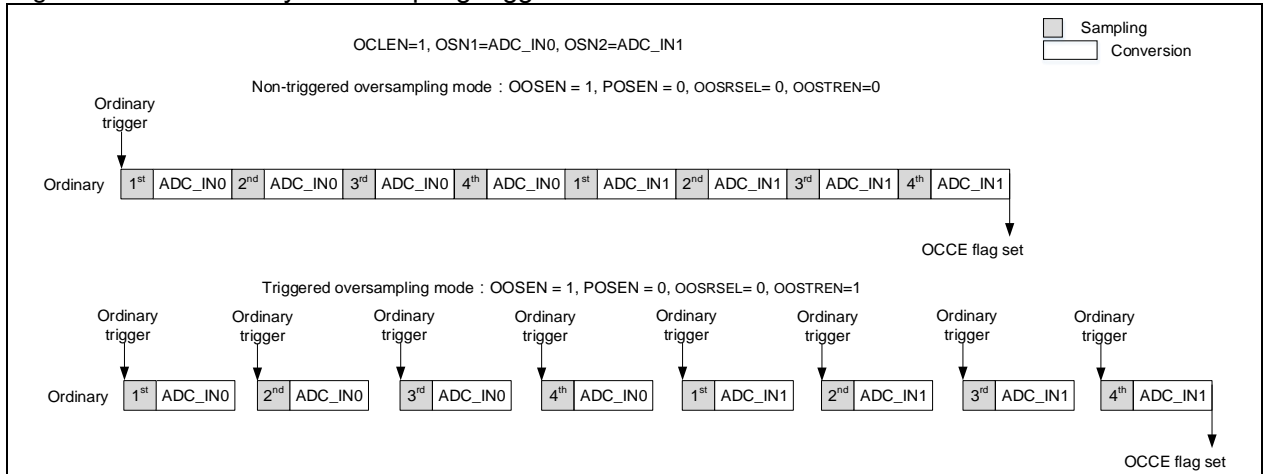 OCLEN=1, OSN1=ADC_IN0, OSN2=ADC_IN1
Sampling
Conversion
Non-triggered oversampling mode : OOSEN = 1, POSEN = 0, OOSRSEL= 0, OOSTREN=0
Ordinary
trigger
Ordinary 1st ADC_IN0 2nd ADC_IN0 3rd ADC_IN0 4th ADC_IN0 1st ADC_IN1 2nd ADC_IN1 3rd ADC_IN1 4th ADC_IN1
OCCE flag set
Triggered oversampling mode : OOSEN = 1, POSEN = 0, OOSRSEL= 0, OOSTREN=1
Ordinary Ordinary Ordinary Ordinary Ordinary Ordinary Ordinary Ordinary
trigger trigger trigger trigger trigger trigger trigger trigger
Ordinary 1st ADC_IN0 2nd ADC_IN0 3rd ADC_IN0 4th ADC_IN0 1st ADC_IN1 2nd ADC_IN1 3rd ADC_IN1 4th ADC_IN1
OCCE flag set